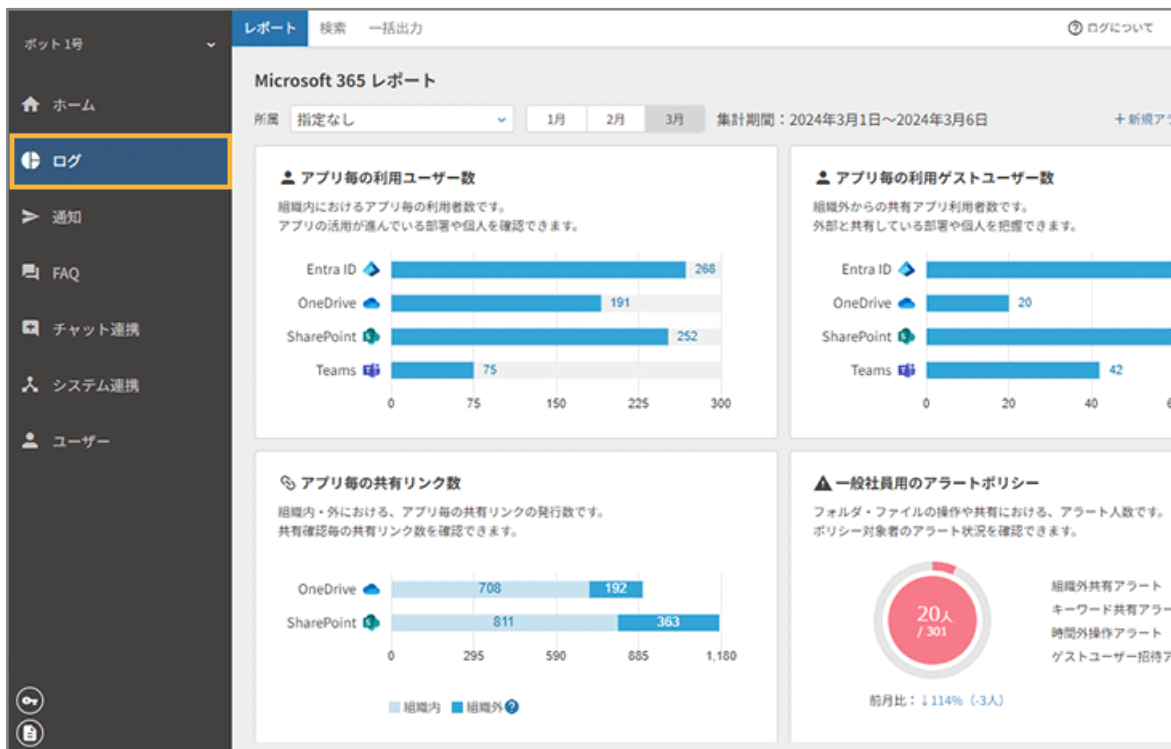 ボット1号
ホーム
ログ
通知
FAQ
チャット連携
システム連携
ユーザー
レポート 検索 一括出力
ログについて
Microsoft 365 レポート
所属 指定なし 1月 2月 3月 集計期間：2024年3月1日～2024年3月6日
+新規ア
アプリ毎の利用ユーザー数
組織内におけるアプリ毎の利用者数です。
アプリの活用が進んでいる部署や個人を確認できます。
Entra ID 268
OneDrive 191
SharePoint 252
Teams 75
0 75 150 225 300
アプリ毎の利用ゲストユーザー数
組織外からの共有アプリ利用者数です。
外部と共有している部署や個人を把握できます。
Entra ID
OneDrive 20
SharePoint
Teams 42
0 20 40
アプリ毎の共有リンク数
組織内・外における、アプリ毎の共有リンクの発行数です。
共有確認毎の共有リンク数を確認できます。
OneDrive 708 192
SharePoint 811 363
0 295 590 885 1,180
組織内 組織外
一般社員用のアラートポリシー
フォルダ・ファイルの操作や共有における、アラート人数です。
ポリシー対象者のアラート状況を確認できます。
20人
/ 301
前月比：↓114%（-3人）
組織外共有アラート
キーワード共有アラー
時間外操作アラート
ゲストユーザー招待ア